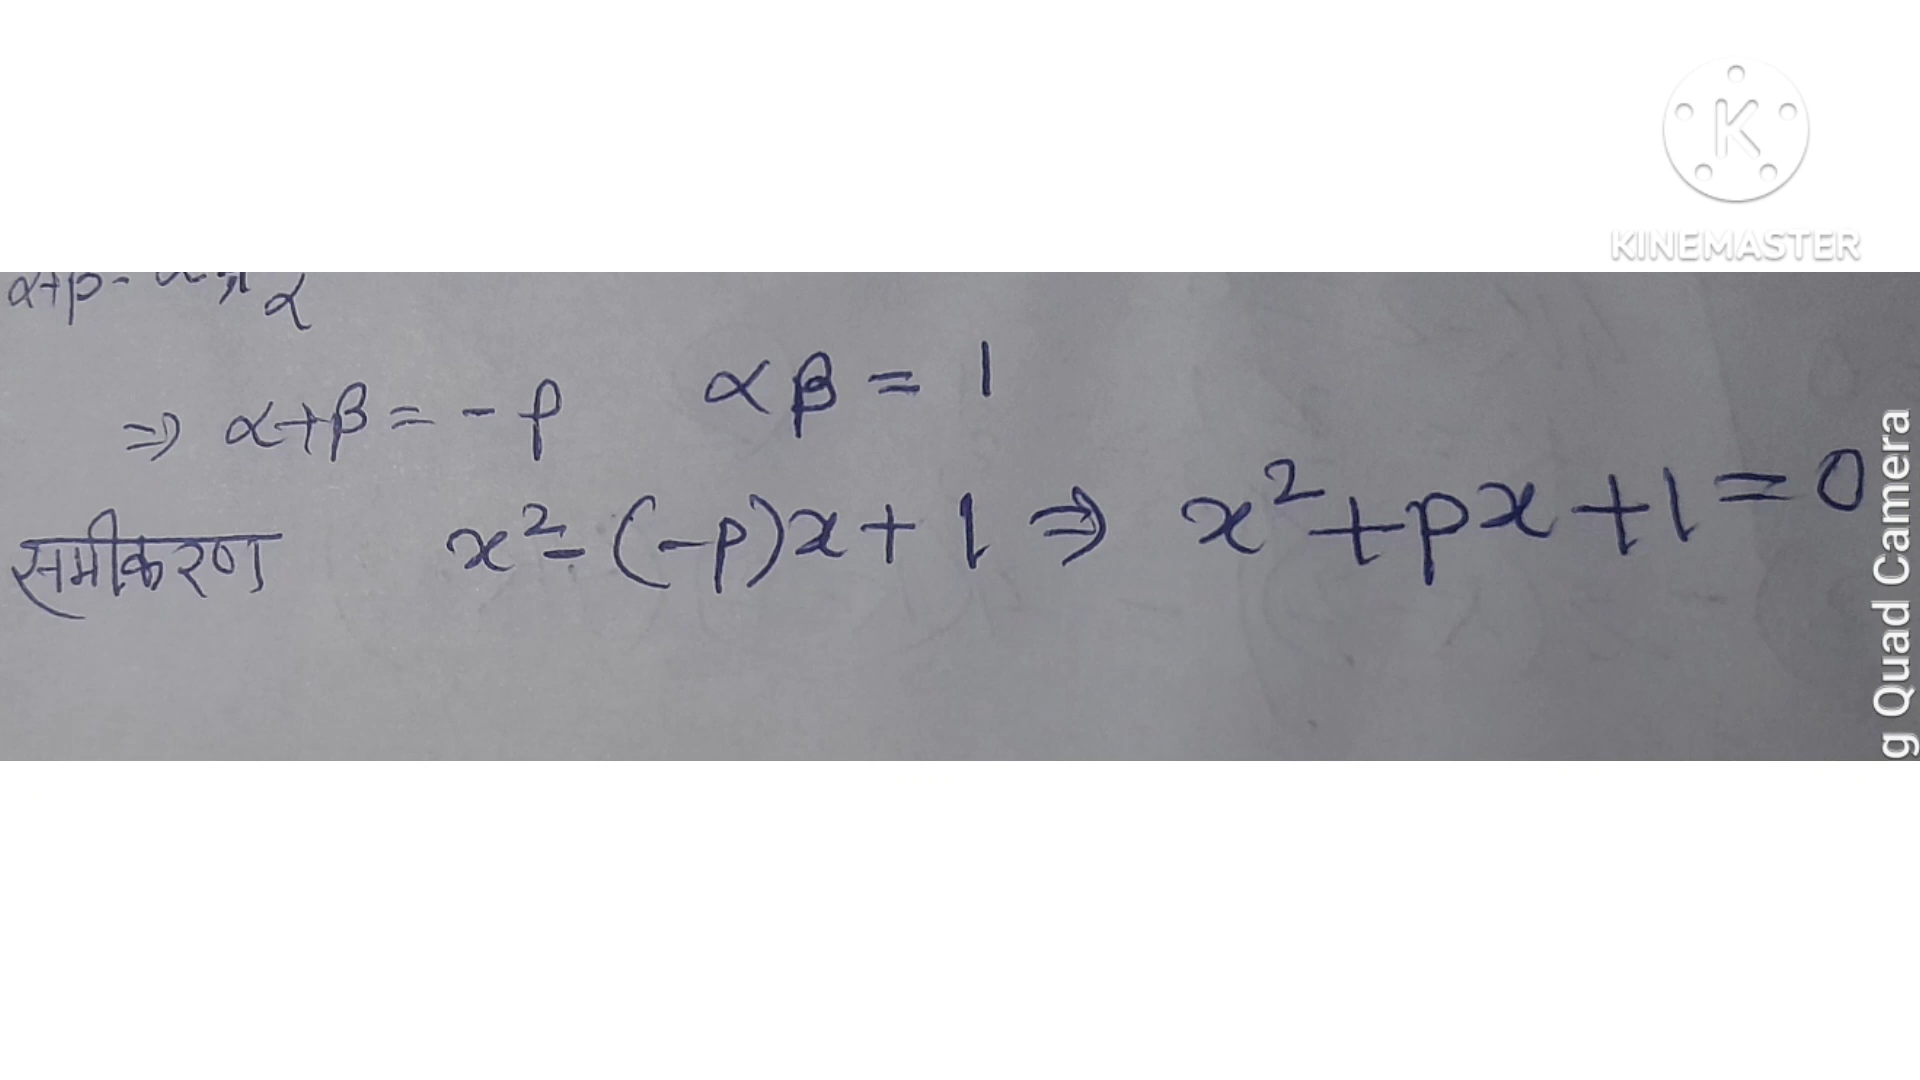 KINEMASTER
α+β-
α
⇒ α+β = -p αβ = 1
समीकरण x²- (-p)x + 1 ⇒ x²+px+1=0
g Quad Camera